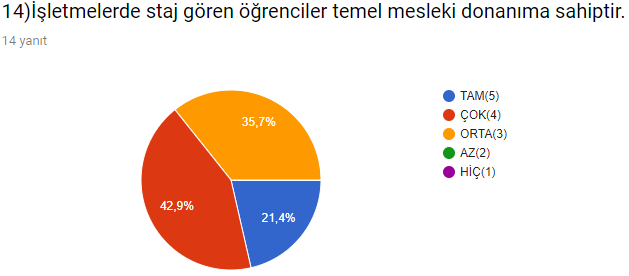 14)İşletmelerde staj gören öğrenciler temel mesleki donanıma sahiptir.
14 yanıt
35,7%
42,9%
21,4%
TAM(5)
ÇOK(4)
ORTA(3)
AZ(2)
HİÇ(1)